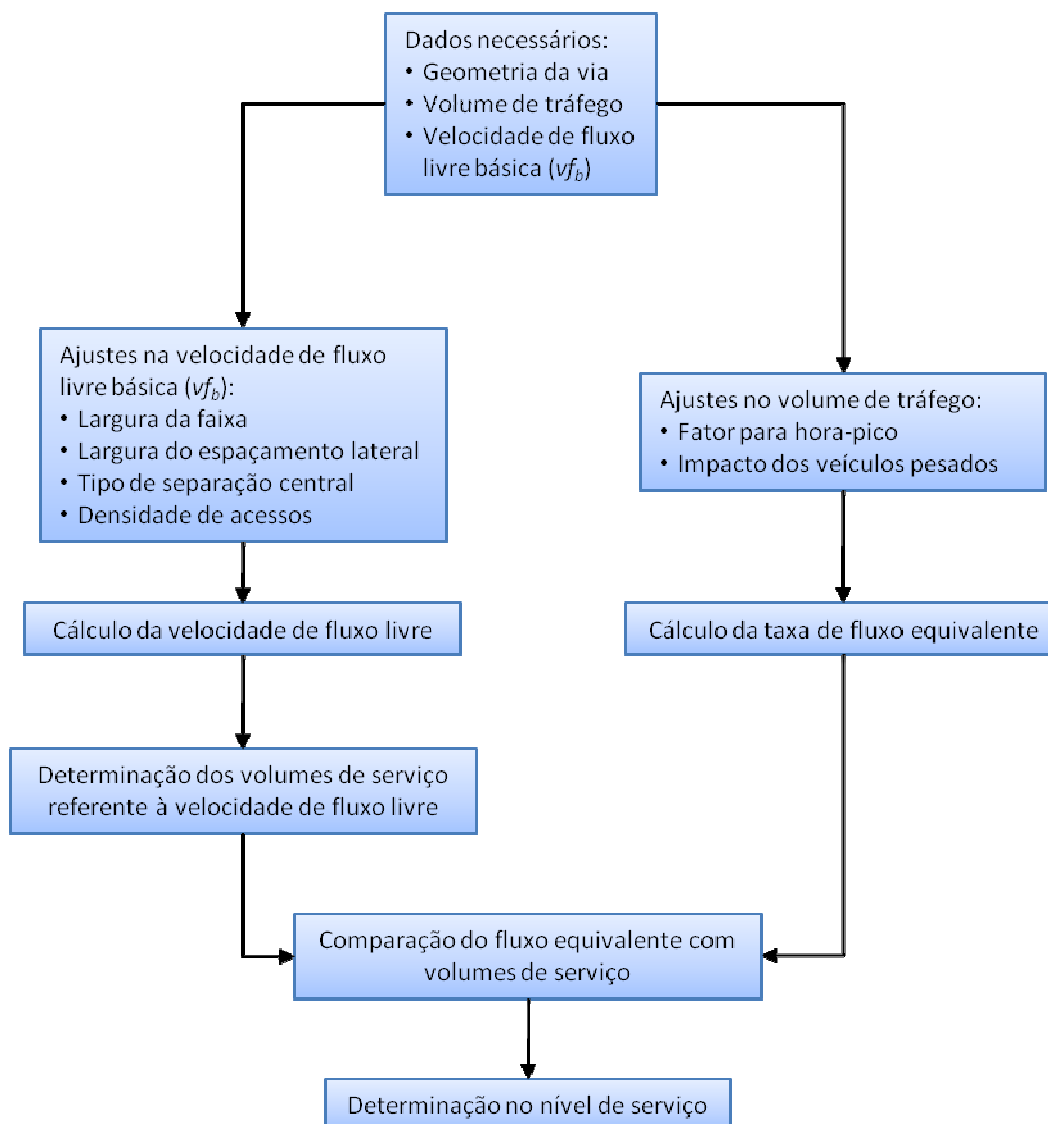 Dados necessários:
• Geometria da via
• Volume de tráfego
• Velocidade de fluxo
livre básica (vfb)
Ajustes na velocidade de fluxo
livre básica (vfb):
• Largura da faixa
• Largura do espaçamento lateral
• Tipo de separação central
• Densidade de acessos
Ajustes no volume de tráfego:
• Fator para hora-pico
• Impacto dos veículos pesados
Cálculo da velocidade de fluxo livre
Cálculo da taxa de fluxo equivalente
Determinação dos volumes de serviço
referente à velocidade de fluxo livre
Comparação do fluxo equivalente com
volumes de serviço
Determinação no nível de serviço